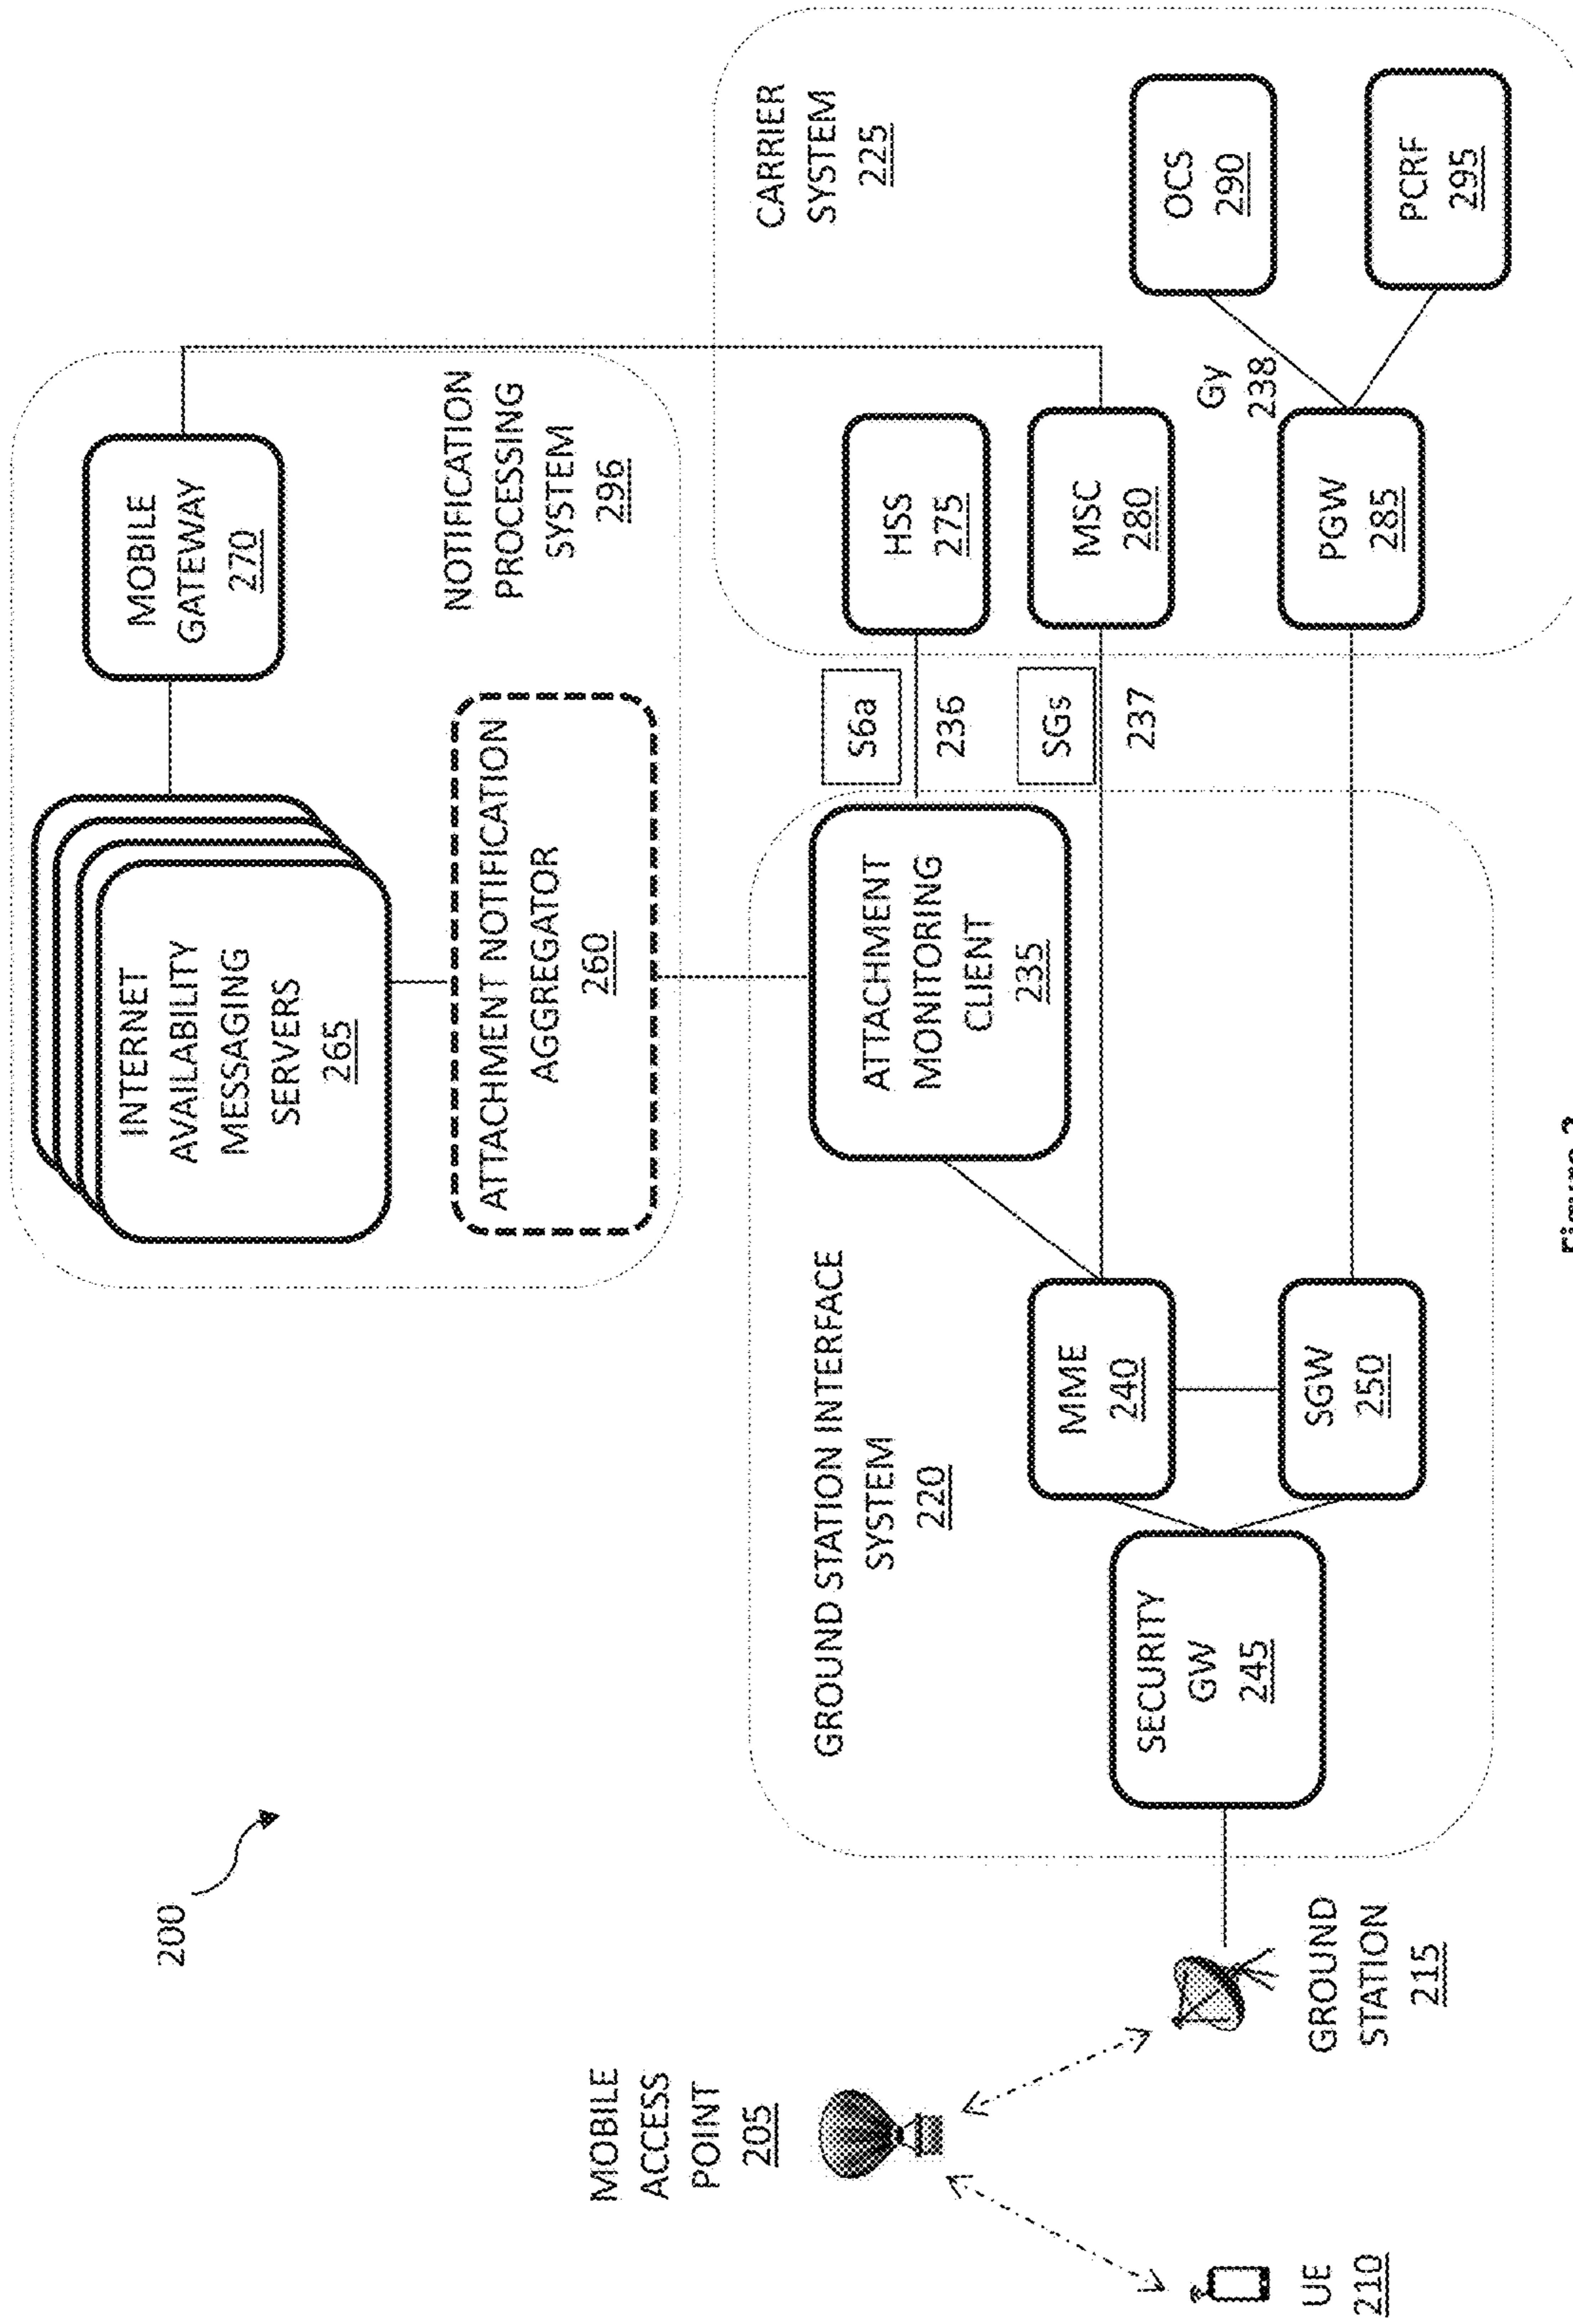 200
INTERNET
AVAILABILITY
MESSAGING
SERVERS
265
MOBILE
GATEWAY
270
ATTACHMENT NOTIFICATION
AGGREGATOR
260
NOTIFICATION
PROCESSING
SYSTEM
296
MOBILE
ACCESS
POINT
205
UE
210
GROUND
STATION
215
GROUND STATION INTERFACE
SYSTEM
220
SECURITY
GW
245
MME
240
SGW
250
ATTACHMENT
MONITORING
CLIENT
235
S6a
236
SGs
237
CARRIER
SYSTEM
225
HSS
275
MSC
280
Gy
238
PGW
285
OCS
290
PCRF
295